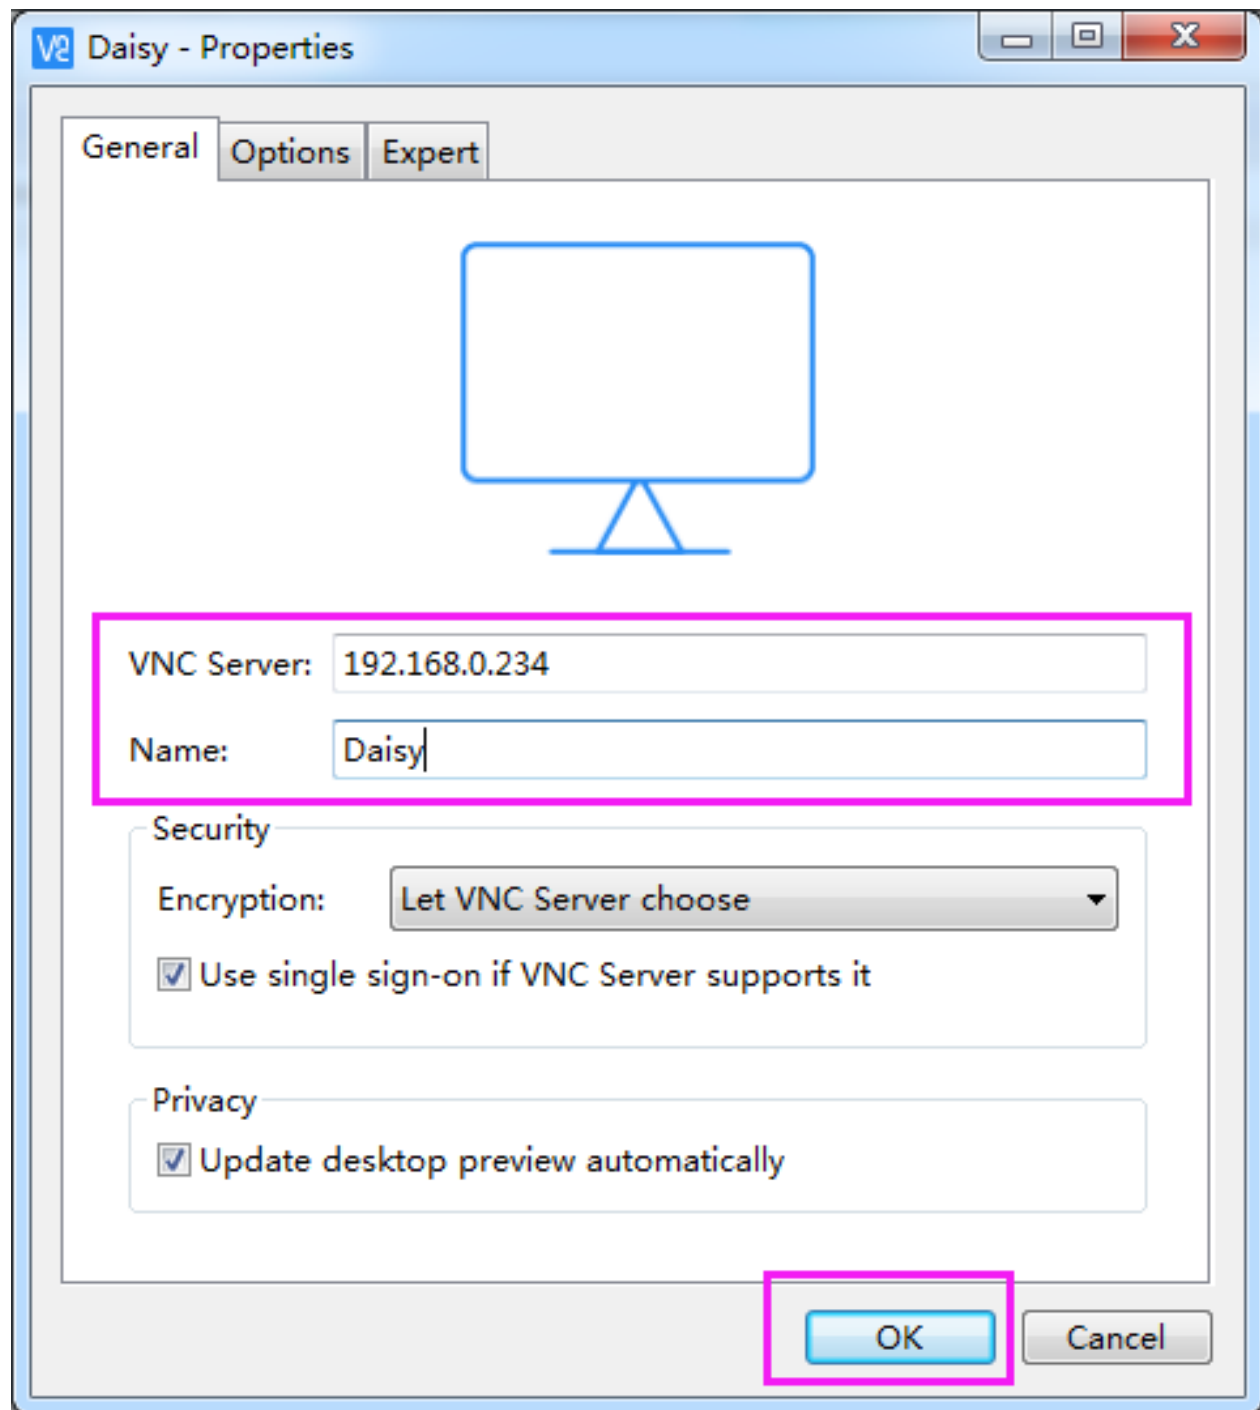 V2 Daisy - Properties
General Options Expert
VNC Server: 192.168.0.234
Name: Daisy
Security
Encryption: Let VNC Server choose
Use single sign-on if VNC Server supports it
Privacy
Update desktop preview automatically
OK Cancel